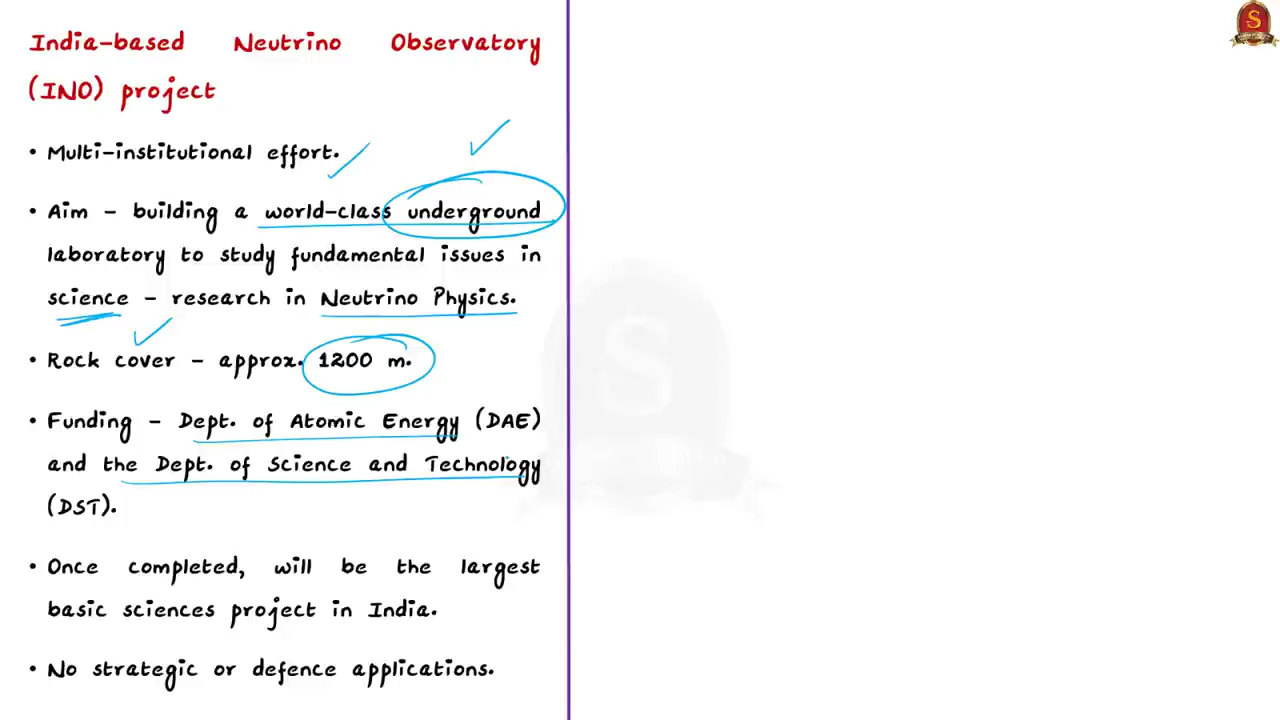 India-based Neutrino Observatory
(INO) project
• Multi-institutional effort.
• Aim - building a world-class underground
laboratory to study fundamental issues in
science - research in Neutrino Physics.
• Rock cover - approx. 1200 m.
• Funding - Dept. of Atomic Energy (DAE)
and the Dept. of Science and Technology
(DST).
• Once completed, will be the largest
basic sciences project in India.
• No strategic or defence applications.
S
S